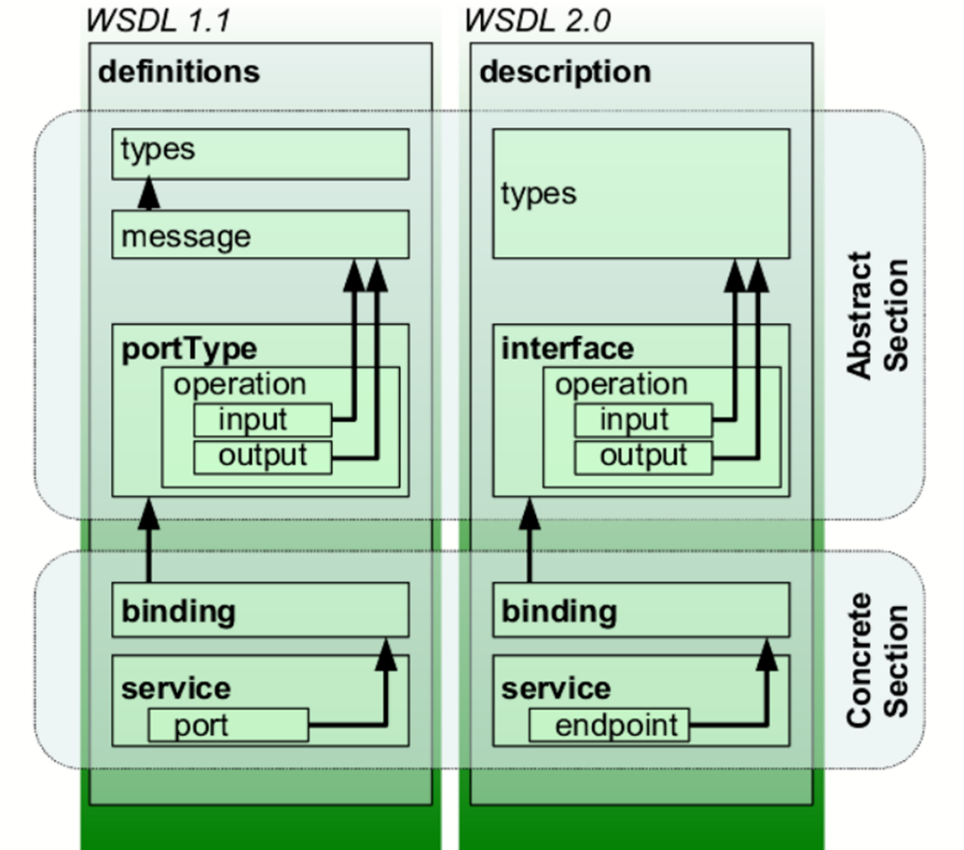 WSDL 1.1
definitions
types
message
portType
operation
input
output
binding
service
port
WSDL 2.0
description
types
interface
operation
input
output
binding
service
endpoint
Abstract
Section
Concrete
Section